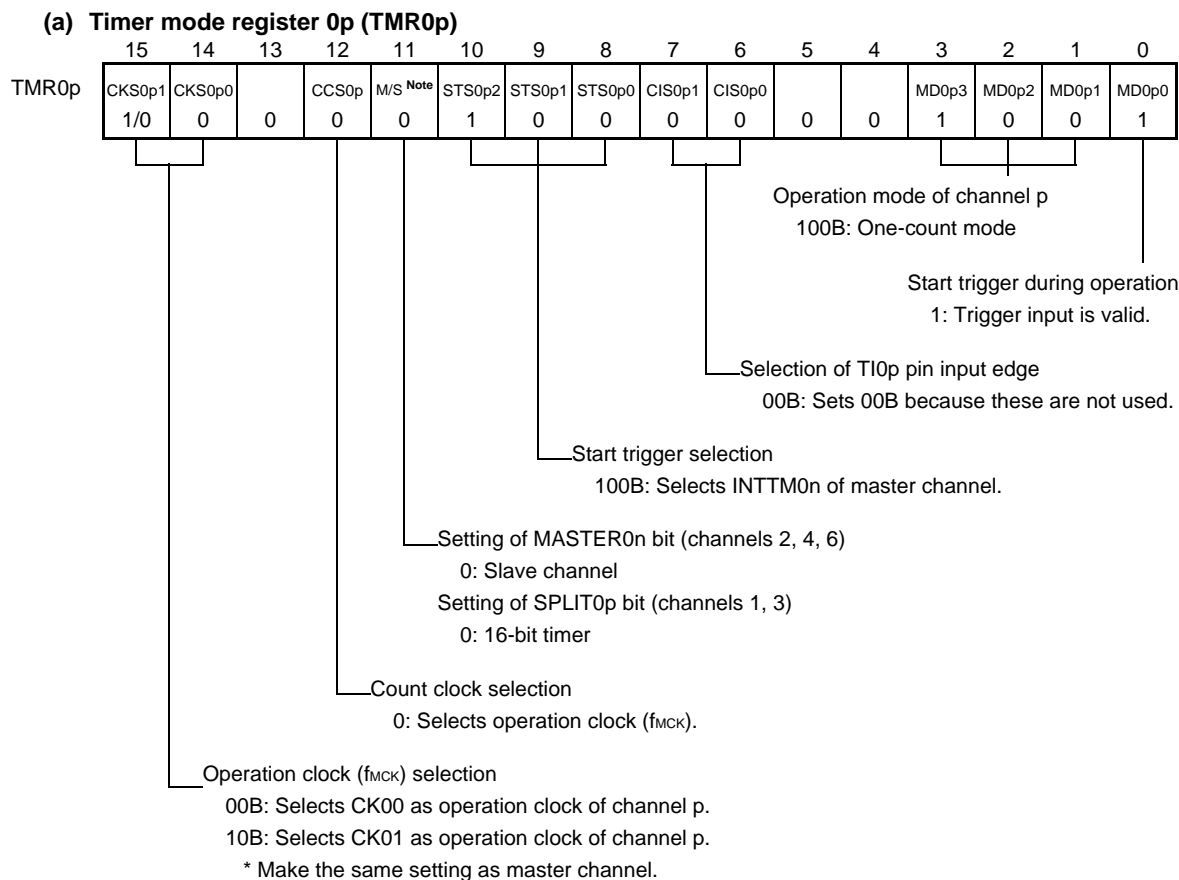 (a) Timer mode register 0p (TMR0p)
15 14 13 12 11 10 9 8 7 6 5 4 3 2 1 0
TMR0p CKS0p1 CKS0p0 CCS0p M/S Note STS0p2 STS0p1 STS0p0 CIS0p1 CIS0p0 MD0p3 MD0p2 MD0p1 MD0p0
1/0 0 0 0 0 1 0 0 0 0 0 0 1 0 0 1
Operation mode of channel p
100B: One-count mode
Start trigger during operation
1: Trigger input is valid.
Selection of TI0p pin input edge
00B: Sets 00B because these are not used.
Start trigger selection
100B: Selects INTTM0n of master channel.
Setting of MASTER0n bit (channels 2, 4, 6)
0: Slave channel
Setting of SPLIT0p bit (channels 1, 3)
0: 16-bit timer
Count clock selection
0: Selects operation clock (fMCK).
Operation clock (fMCK) selection
00B: Selects CK00 as operation clock of channel p.
10B: Selects CK01 as operation clock of channel p.
* Make the same setting as master channel.